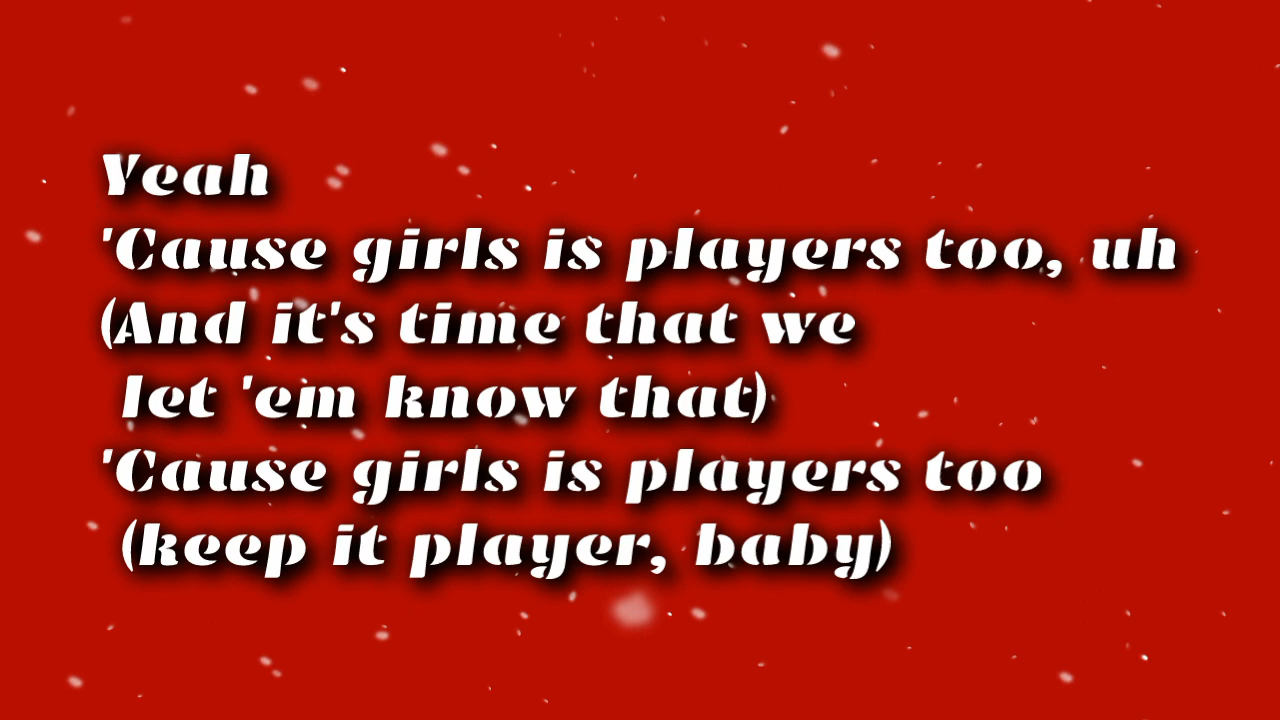 Yeah
'Cause girls is players too, uh
(And it's time that we
let 'em know that)
'Cause girls is players too
(keep it player, baby)